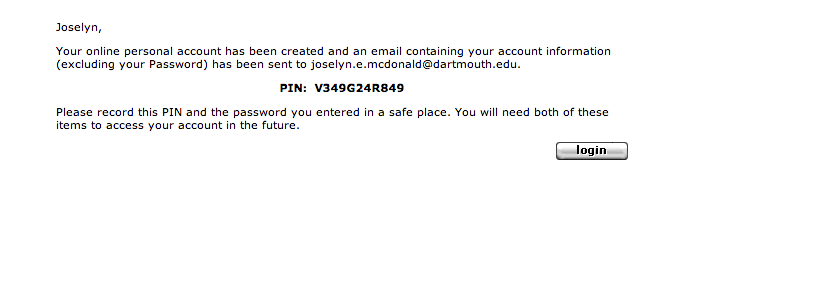 Joselyn,
Your online personal account has been created and an email containing your account information
(excluding your Password) has been sent to joselyn.e.mcdonald@dartmouth.edu.
PIN: V349G24R849
Please record this PIN and the password you entered in a safe place. You will need both of these
items to access your account in the future.
login